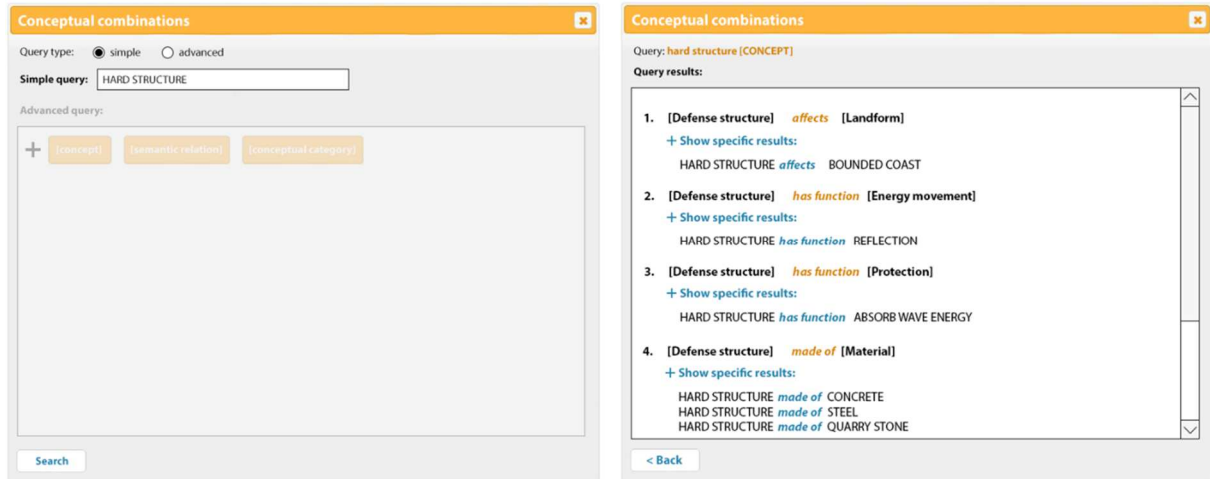 Conceptual combinations
Query type: simple advanced
Simple query: HARD STRUCTURE
Advanced query:
+ [concept] [semantic relation] [conceptual category]
Search
Conceptual combinations
Query: hard structure [CONCEPT]
Query results:
1. [Defense structure] affects [Landform]
+ Show specific results:
HARD STRUCTURE affects BOUNDED COAST
2. [Defense structure] has function [Energy movement]
+ Show specific results:
HARD STRUCTURE has function REFLECTION
3. [Defense structure] has function [Protection]
+ Show specific results:
HARD STRUCTURE has function ABSORB WAVE ENERGY
4. [Defense structure] made of [Material]
+ Show specific results:
HARD STRUCTURE made of CONCRETE
HARD STRUCTURE made of STEEL
HARD STRUCTURE made of QUARRY STONE
< Back